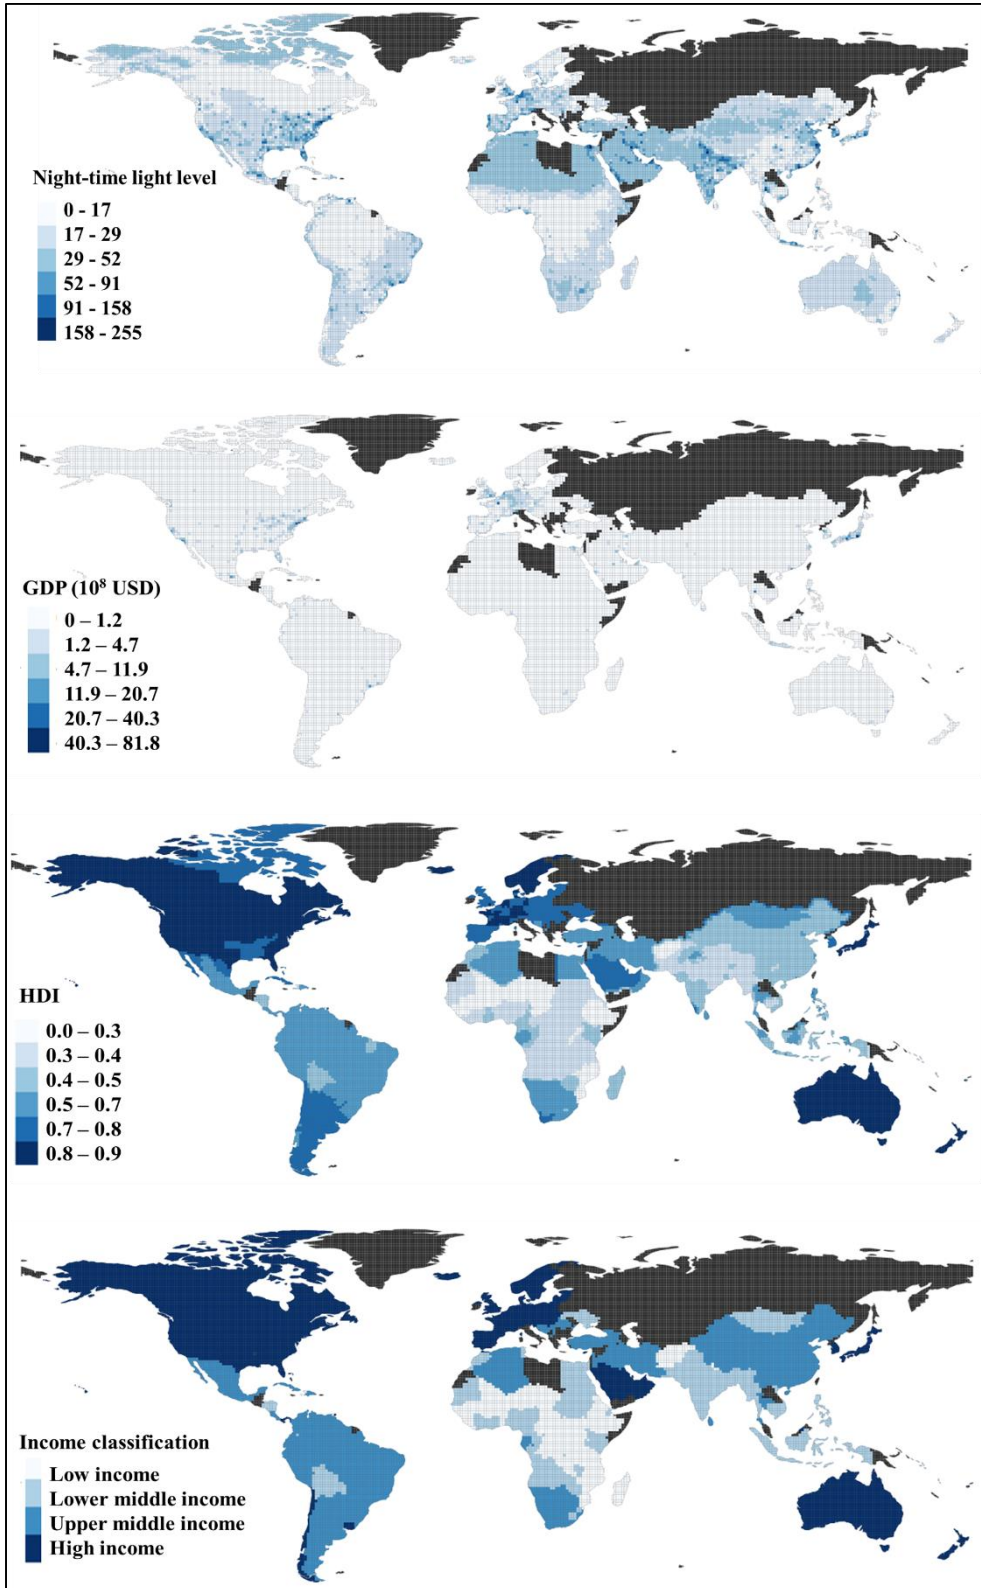 Night-time light level
0 - 17
17 - 29
29 - 52
52 - 91
91 - 158
158 - 255
GDP (10⁸ USD)
0 – 1.2
1.2 – 4.7
4.7 – 11.9
11.9 – 20.7
20.7 – 40.3
40.3 – 81.8
HDI
0.0 – 0.3
0.3 – 0.4
0.4 – 0.5
0.5 – 0.7
0.7 – 0.8
0.8 – 0.9
Income classification
Low income
Lower middle income
Upper middle income
High income